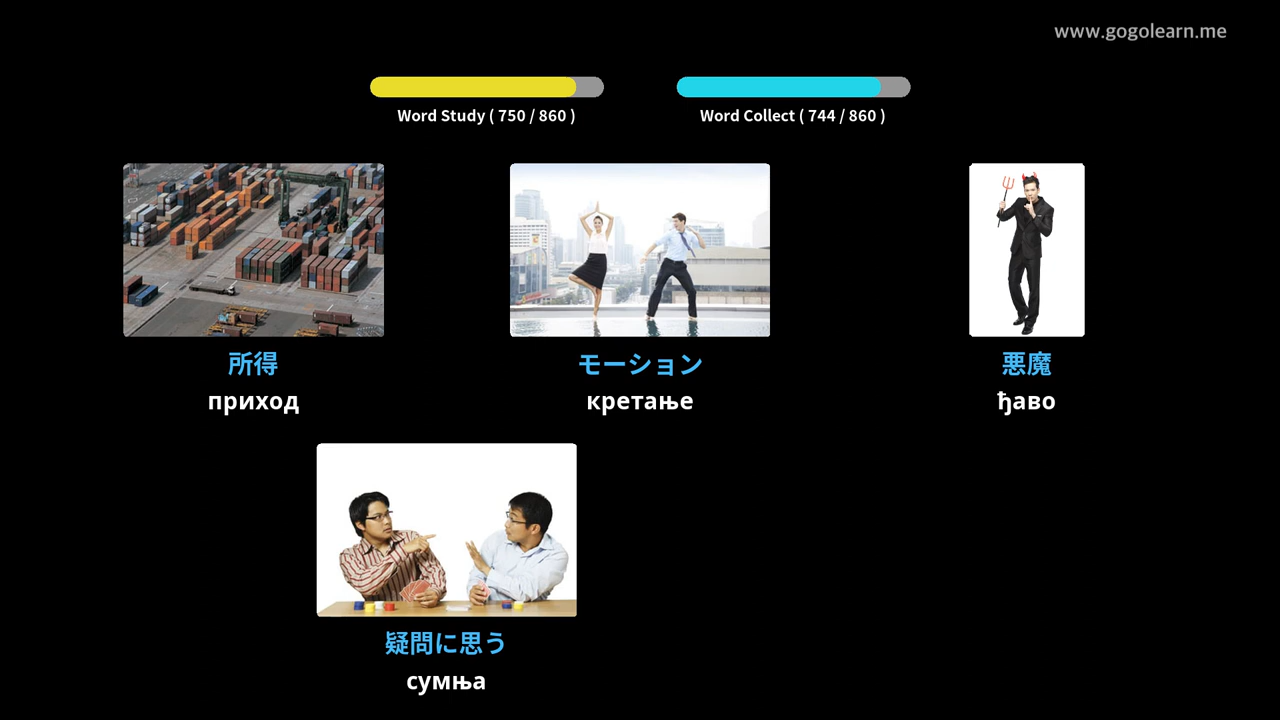 www.gogolearn.me
Word Study ( 750 / 860 )
Word Collect ( 744 / 860 )
所得
приход
モーション
кретање
悪魔
ђаво
疑問に思う
сумња